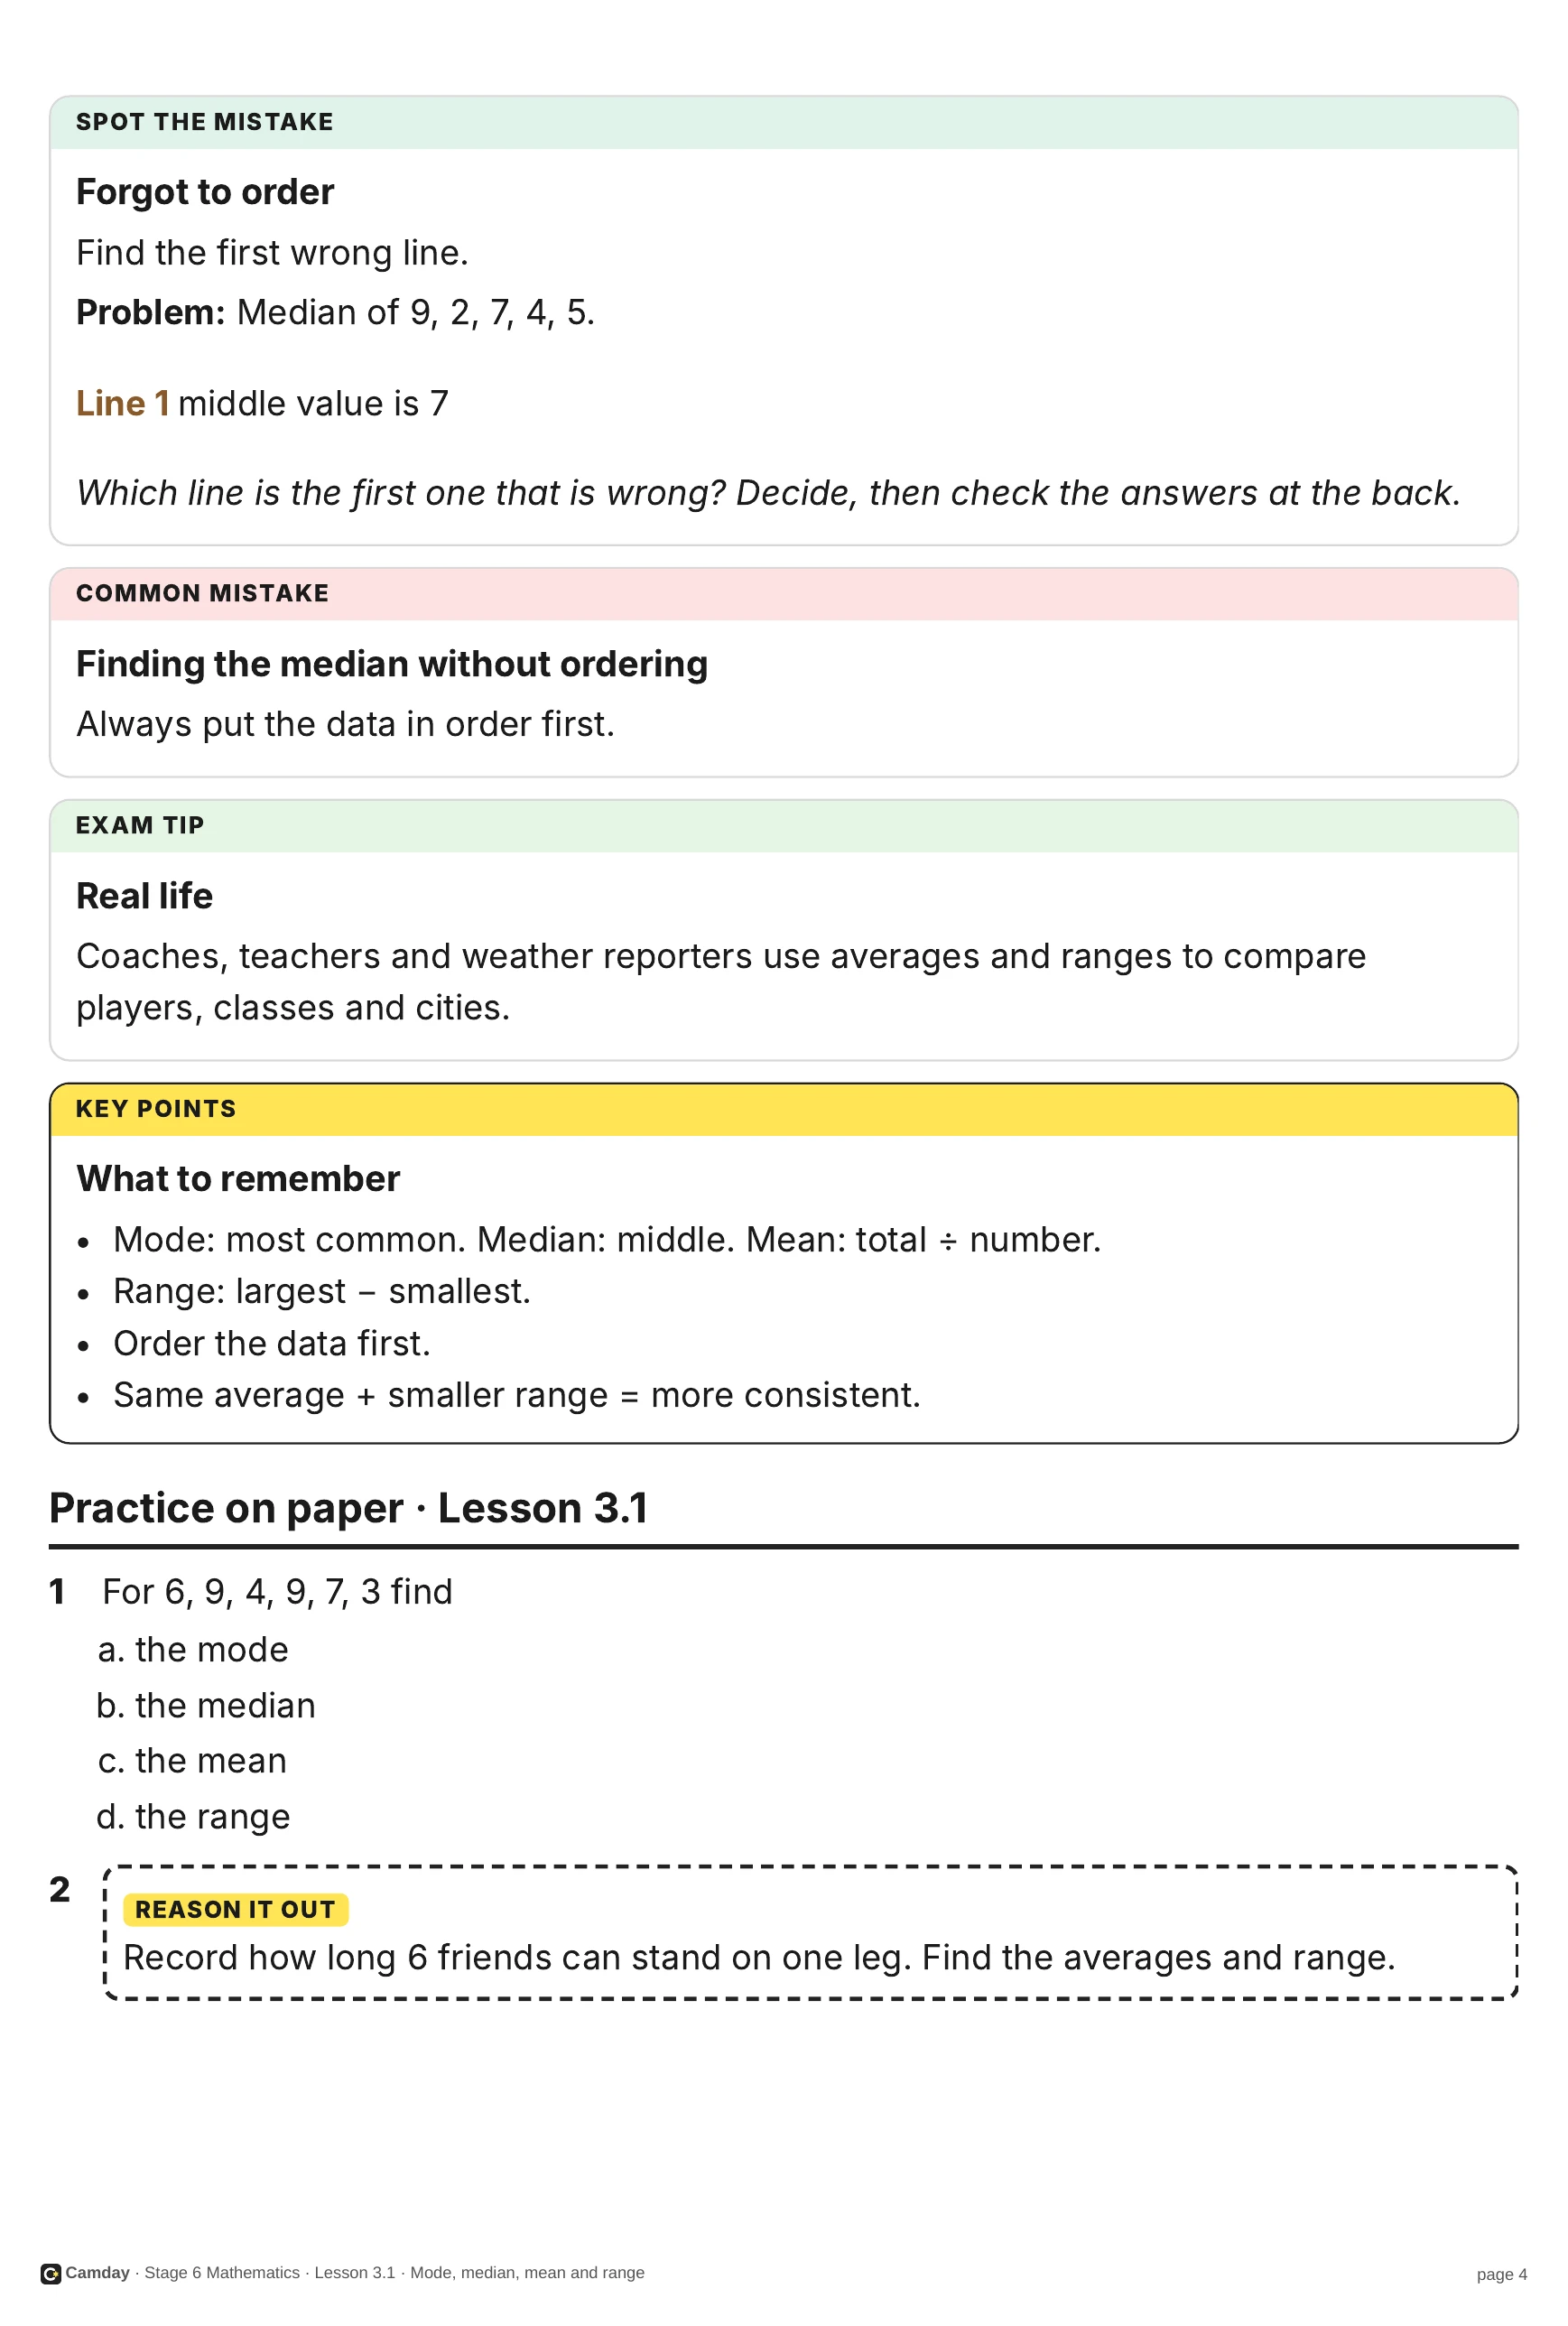 SPOT THE MISTAKE
Forgot to order
Find the first wrong line.
Problem: Median of 9, 2, 7, 4, 5.
Line 1 middle value is 7
Which line is the first one that is wrong? Decide, then check the answers at the back.
COMMON MISTAKE
Finding the median without ordering
Always put the data in order first.
EXAM TIP
Real life
Coaches, teachers and weather reporters use averages and ranges to compare
players, classes and cities.
KEY POINTS
What to remember
• Mode: most common. Median: middle. Mean: total ÷ number.
• Range: largest − smallest.
• Order the data first.
• Same average + smaller range = more consistent.
Practice on paper · Lesson 3.1
1 For 6, 9, 4, 9, 7, 3 find
a. the mode
b. the median
c. the mean
d. the range
2 REASON IT OUT
Record how long 6 friends can stand on one leg. Find the averages and range.
Camday · Stage 6 Mathematics · Lesson 3.1 · Mode, median, mean and range
page 4